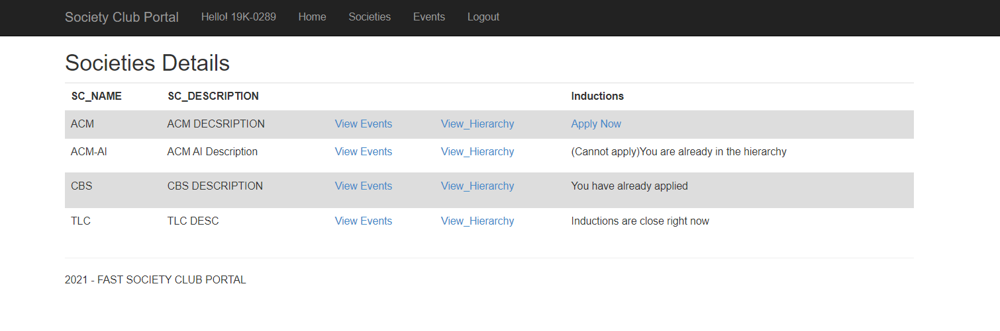 Society Club Portal Hello! 19K-0289 Home Societies Events Logout
Societies Details
SC_NAME SC_DESCRIPTION Inductions
ACM ACM DECSRIPTION View Events View_Hierarchy Apply Now
ACM-AI ACM AI Description View Events View_Hierarchy (Cannot apply)You are already in the hierarchy
CBS CBS DESCRIPTION View Events View_Hierarchy You have already applied
TLC TLC DESC View Events View_Hierarchy Inductions are close right now
2021 - FAST SOCIETY CLUB PORTAL